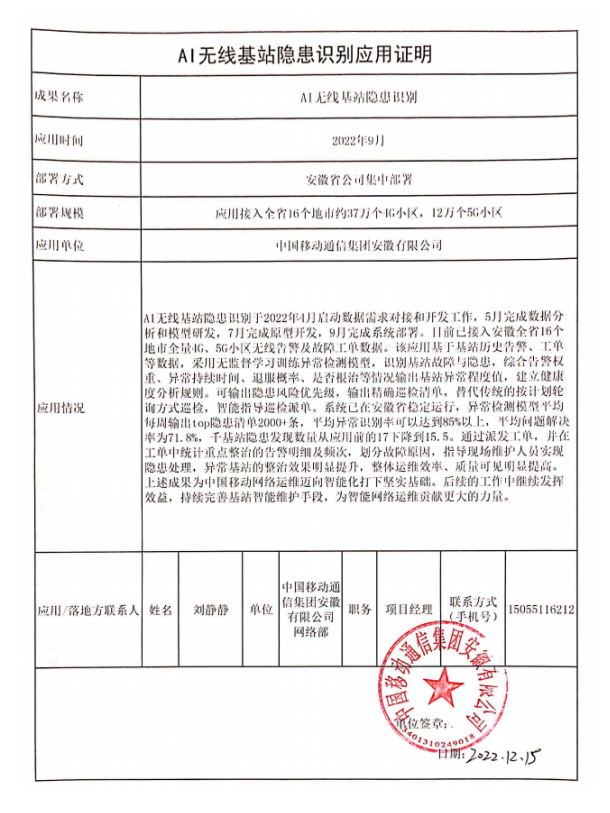 AI无线基站隐患识别应用证明
成果名称
AI无线基站隐患识别
应用时间
2022年9月
部署方式
安徽省公司集中部署
部署规模
应用接入全省16个地市约37万个4G小区，12万个5G小区
应用单位
中国移动通信集团安徽有限公司
应用情况
AI无线基站隐患识别于2022年4月启动数据需求对接和开发工作，5月完成数据分
析和模型研发，7月完成原型开发，9月完成系统部署。目前已接入安徽全省16个
地市全量4G、5G小区无线告警及故障工单数据。该应用基于基站历史告警、工单
等数据，采用无监督学习训练异常检测模型，识别基站故障与隐患，综合告警权
重、异常持续时间、退服概率、是否根治等情况输出基站异常程度值，建立健康
度分析规则。可输出隐患风险优先级，输出精确巡检清单，替代传统的按计划轮
询方式巡检，智能指导巡检派单。系统已在安徽省稳定运行，异常检测模型平均
每周输出top隐患清单2000+条，平均异常识别率可以达到85%以上，平均问题解决
率为71.8%，千基站隐患发现数量从应用前的17下降到15.5。通过派发工单，并在
工单中统计重点整治的告警明细及频次，划分故障原因，指导现场维护人员实现
隐患处理，异常基站的整治效果明显提升，整体运维效率、质量可见明显提高。
上述成果为中国移动网络运维迈向智能化打下坚实基础。后续的工作中继续发挥
效益，持续完善基站智能维护手段，为智能网络运维贡献更大的力量。
应用/落地方联系人
姓名
刘静静
单位
中国移动通
信集团安徽
有限公司
网络部
职务
项目经理
联系方式
（手机号）
15055116212
中国移动通信集团安徽有限公司
单位签章：
3401310249018
日期：2022.12.15